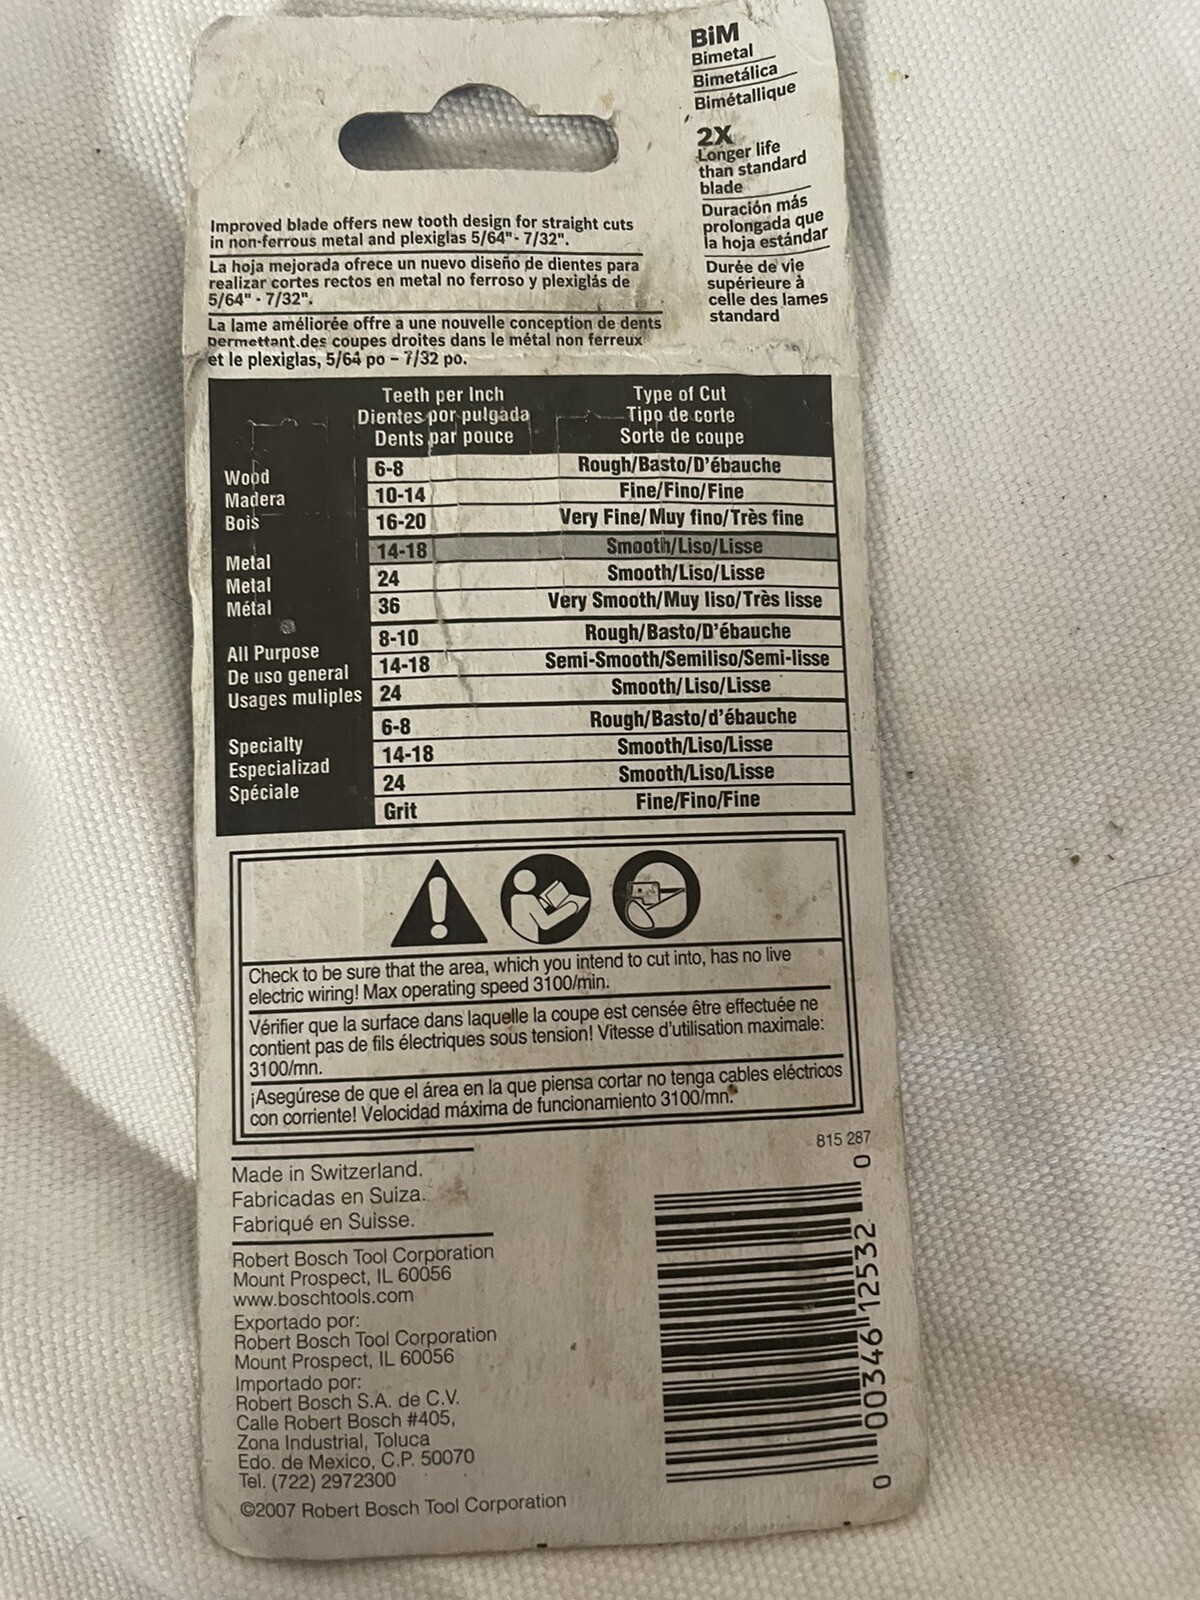 BiM
Bimetal
Bimetálica
Bimétallique
2X
Longer life
than standard
blade
Duración más
prolongada que
la hoja estándar
Durée de vie
supérieure à
celle des lames
standard
Improved blade offers new tooth design for straight cuts
in non-ferrous metal and plexiglas 5/64"- 7/32".
La hoja mejorada ofrece un nuevo diseño de dientes para
realizar cortes rectos en metal no ferroso y plexiglás de
5/64" - 7/32".
La lame améliorée offre a une nouvelle conception de dents
permettant.des coupes droites dans le métal non ferreux
et le plexiglas, 5/64 po – 7/32 po.
Teeth per Inch Type of Cut
Dientes por pulgada Tipo de corte
Dents par pouce Sorte de coupe
Wood
Madera
Bois
6-8 Rough/Basto/D'ébauche
10-14 Fine/Fino/Fine
16-20 Very Fine/Muy fino/Très fine
Metal
Metal
Métal
14-18 Smooth/Liso/Lisse
24 Smooth/Liso/Lisse
36 Very Smooth/Muy liso/Très lisse
All Purpose
De uso general
Usages muliples
8-10 Rough/Basto/D'ébauche
14-18 Semi-Smooth/Semiliso/Semi-lisse
24 Smooth/Liso/Lisse
Specialty
Especializad
Spéciale
6-8 Rough/Basto/d'ébauche
14-18 Smooth/Liso/Lisse
24 Smooth/Liso/Lisse
Grit Fine/Fino/Fine
Check to be sure that the area, which you intend to cut into, has no live
electric wiring! Max operating speed 3100/min.
Vérifier que la surface dans laquelle la coupe est censée être effectuée ne
contient pas de fils électriques sous tension! Vitesse d'utilisation maximale:
3100/mn.
¡Asegúrese de que el área en la que piensa cortar no tenga cables eléctricos
con corriente! Velocidad máxima de funcionamiento 3100/mn.
815 287
Made in Switzerland.
Fabricadas en Suiza.
Fabriqué en Suisse.
Robert Bosch Tool Corporation
Mount Prospect, IL 60056
www.boschtools.com
Exportado por:
Robert Bosch Tool Corporation
Mount Prospect, IL 60056
Importado por:
Robert Bosch S.A. de C.V.
Calle Robert Bosch #405,
Zona Industrial, Toluca
Edo. de Mexico, C.P. 50070
Tel. (722) 2972300
©2007 Robert Bosch Tool Corporation
0 00346 12532 0